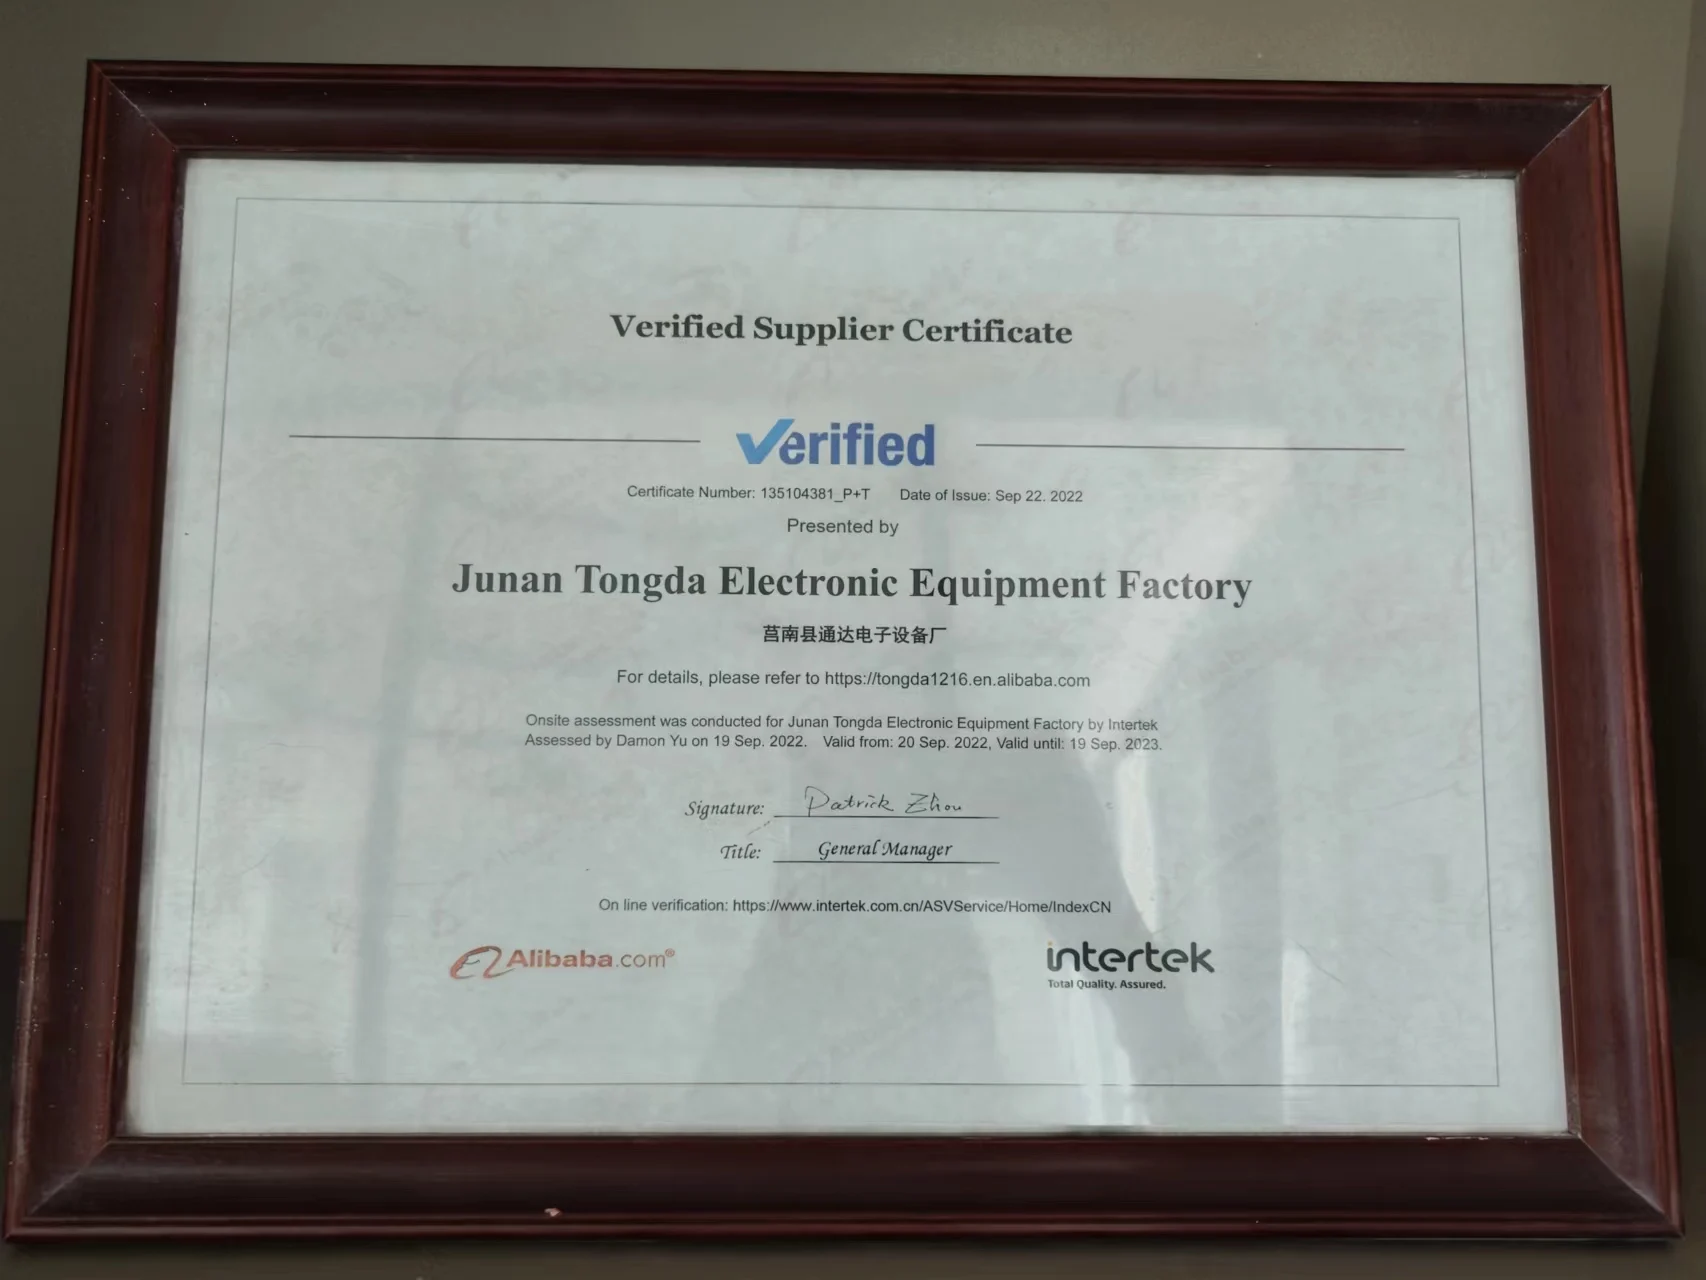 Verified Supplier Certificate
Verified
Certificate Number: 135104381_P+T Date of Issue: Sep 22. 2022
Presented by
Junan Tongda Electronic Equipment Factory
莒南县通达电子设备厂
For details, please refer to https://tongda1216.en.alibaba.com
Onsite assessment was conducted for Junan Tongda Electronic Equipment Factory by Intertek
Assessed by Damon Yu on 19 Sep. 2022. Valid from: 20 Sep. 2022, Valid until: 19 Sep. 2023.
Signature: Patrick Zhou
Title: General Manager
On line verification: https://www.intertek.com.cn/ASVService/Home/IndexCN
Alibaba.com®
intertek
Total Quality. Assured.